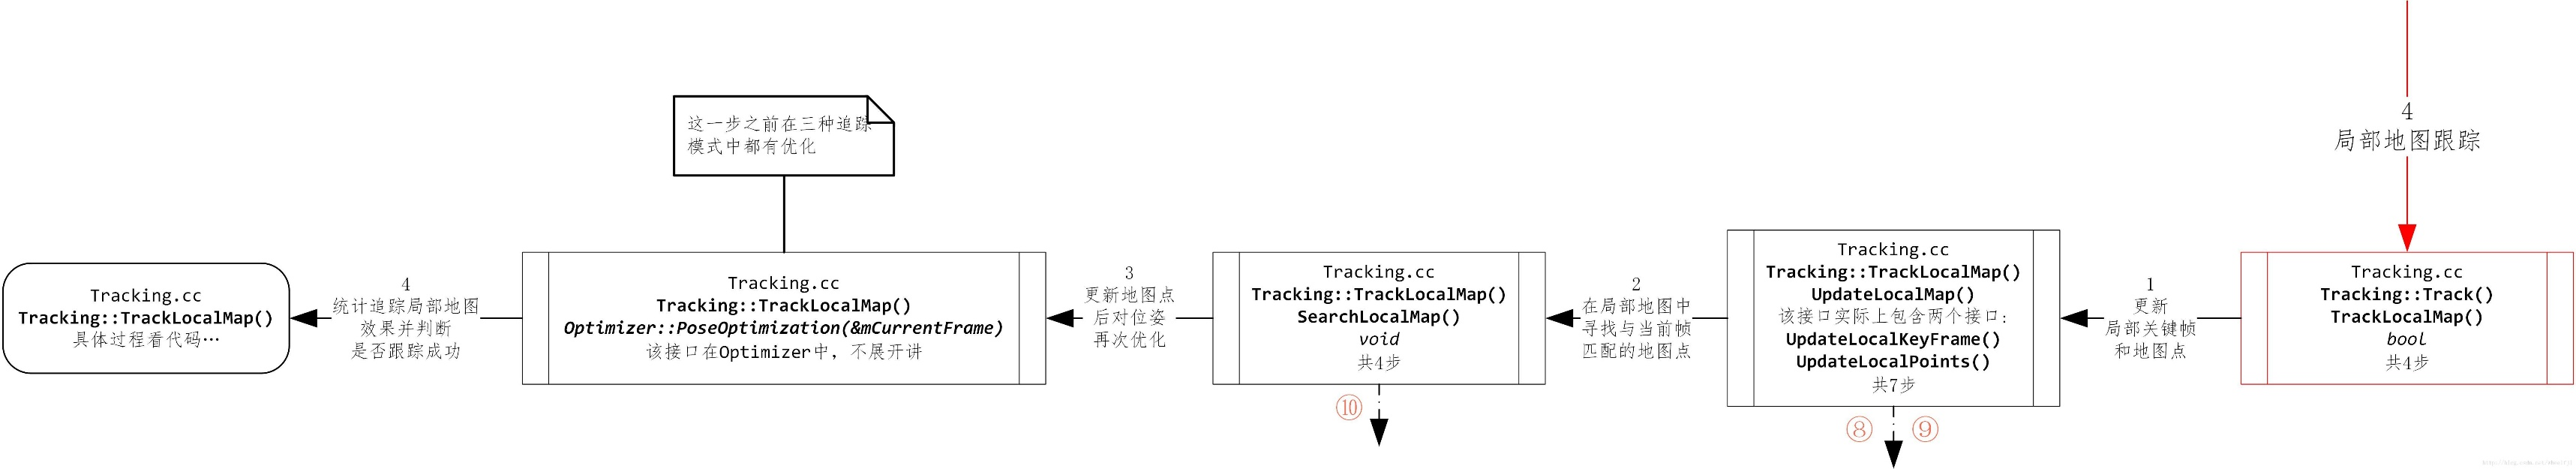 4
局部地图跟踪
Tracking.cc
Tracking::Track()
TrackLocalMap()
bool
共4步
1
更新
局部关键帧
和地图点
Tracking.cc
Tracking::TrackLocalMap()
UpdateLocalMap()
该接口实际上包含两个接口:
UpdateLocalKeyFrame()
UpdateLocalPoints()
共7步
⑧
⑨
2
在局部地图中
寻找与当前帧
匹配的地图点
Tracking.cc
Tracking::TrackLocalMap()
SearchLocalMap()
void
共4步
⑩
3
更新地图点
后对位姿
再次优化
这一步之前在三种追踪
模式中都有优化
Tracking.cc
Tracking::TrackLocalMap()
Optimizer::PoseOptimization(&mCurrentFrame)
该接口在Optimizer中, 不展开讲
4
统计追踪局部地图
效果并判断
是否跟踪成功
Tracking.cc
Tracking::TrackLocalMap()
具体过程看代码…